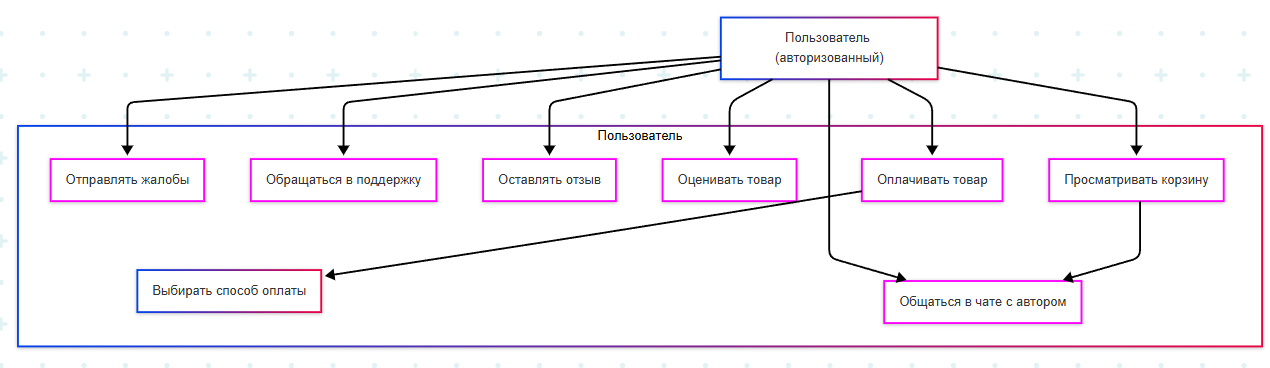 Пользователь
(авторизованный)
Пользователь
Отправлять жалобы
Обращаться в поддержку
Оставлять отзыв
Оценивать товар
Оплачивать товар
Просматривать корзину
Выбирать способ оплаты
Общаться в чате с автором